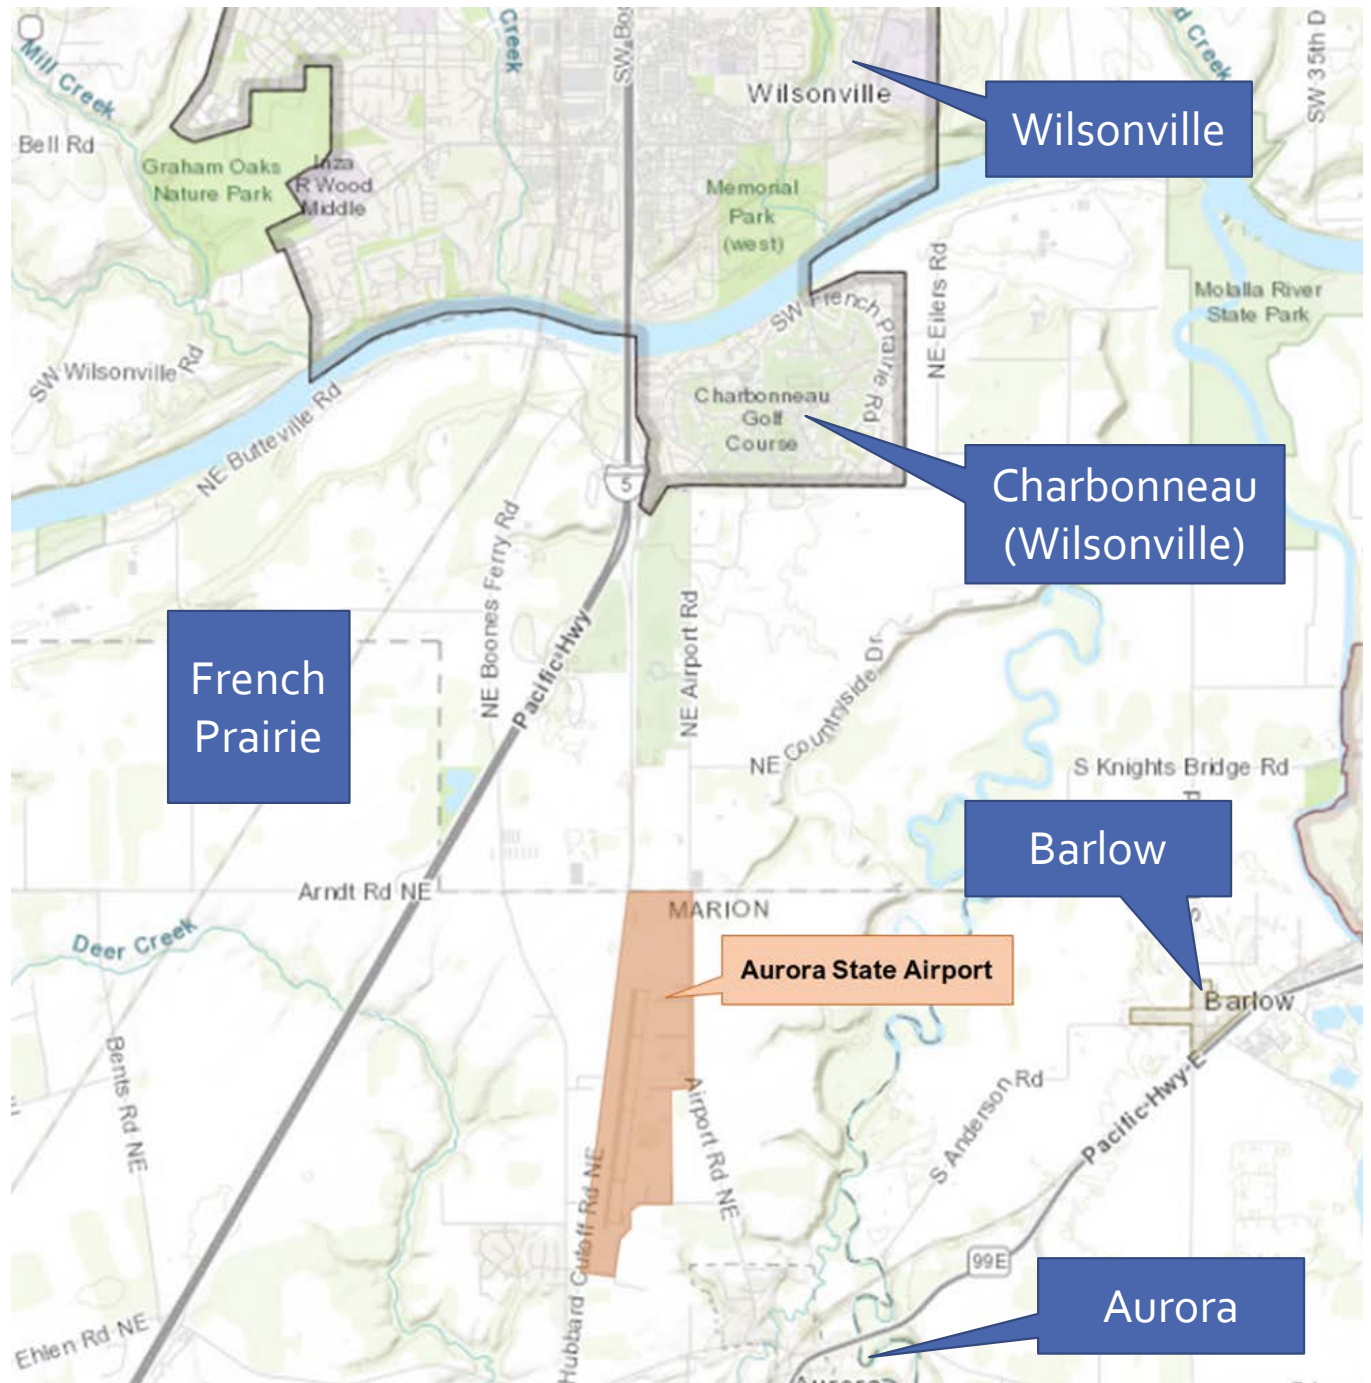 Mill Creek
Creek
SW Bo
d Creek
SW 35th D
Wilsonville
Wilsonville
Bell Rd
Graham Oaks
Nature Park
Inza
R Wood
Middle
Memorial
Park
(west)
NE Eilers Rd
Molalla River
State Park
SW French Prairie Rd
SW Wilsonville Rd
NE Butteville Rd
Charbonneau
Golf
Course
Charbonneau
(Wilsonville)
5
NE Boones Ferry Rd
Pacific Hwy
NE Airport Rd
NE Countryside Dr
French
Prairie
S Knights Bridge Rd
Barlow
Arndt Rd NE
MARION
Deer Creek
Aurora State Airport
Barlow
Bents Rd NE
Airport Rd NE
S Anderson Rd
Pacific Hwy E
Hubbard Cutoff Rd NE
99E
Aurora
Ehlen Rd NE
Aurora